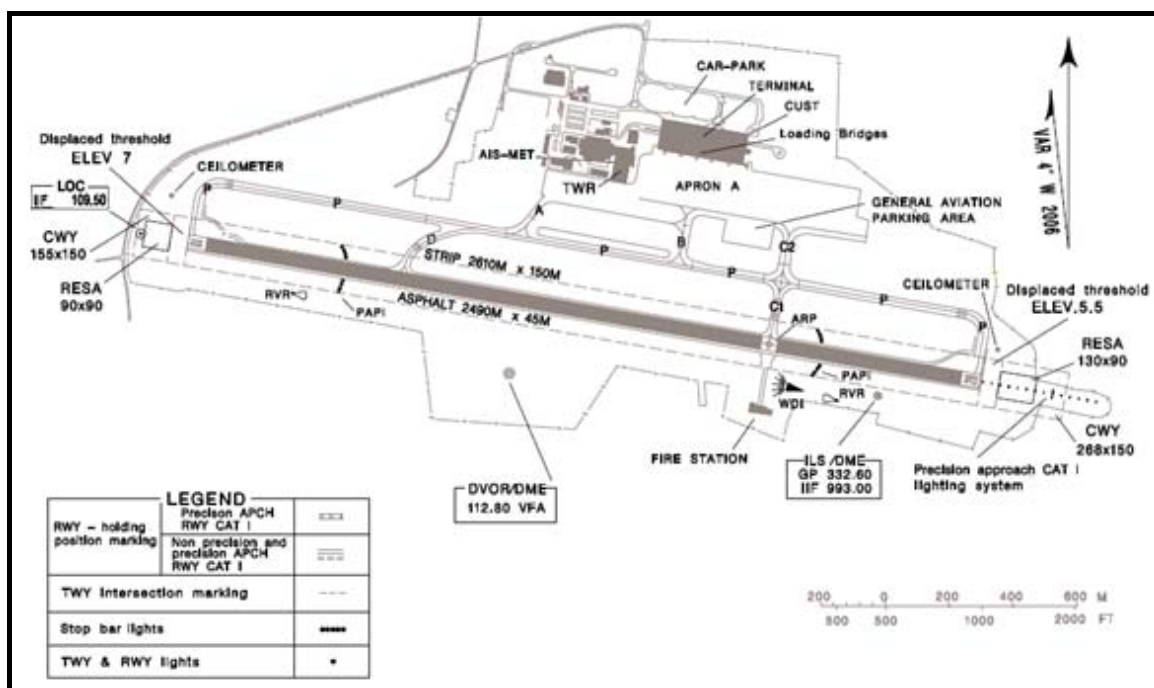 CAR-PARK
TERMINAL
CUST
Loading Bridges
AIS-MET
TWR
APRON A
GENERAL AVIATION
PARKING AREA
VAR 4° W 2006
Displaced threshold
ELEV 7
CEILOMETER
LOC
IIF 109.50
CWY
155x150
RESA
90x90
P
P
A
D
B
P
P
C2
P
P
C1
STRIP 2610M x 150M
ASPHALT 2490M x 45M
RVR
PAPI
ARP
CEILOMETER
Displaced threshold
ELEV.5.5
RESA
130x90
PAPI
RVR
WDI
FIRE STATION
CWY
268x150
DVOR/DME
112.80 VFA
ILS/DME
GP 332.60
IIF 993.00
Precision approach CAT I
lighting system
LEGEND
RWY - holding
position marking
Precison APCH
RWY CAT I
Non precision and
precision APCH
RWY CAT II
TWY Intersection marking
Stop bar lights
TWY & RWY lights
200 0 200 400 600 M
500 500 1000 2000 FT